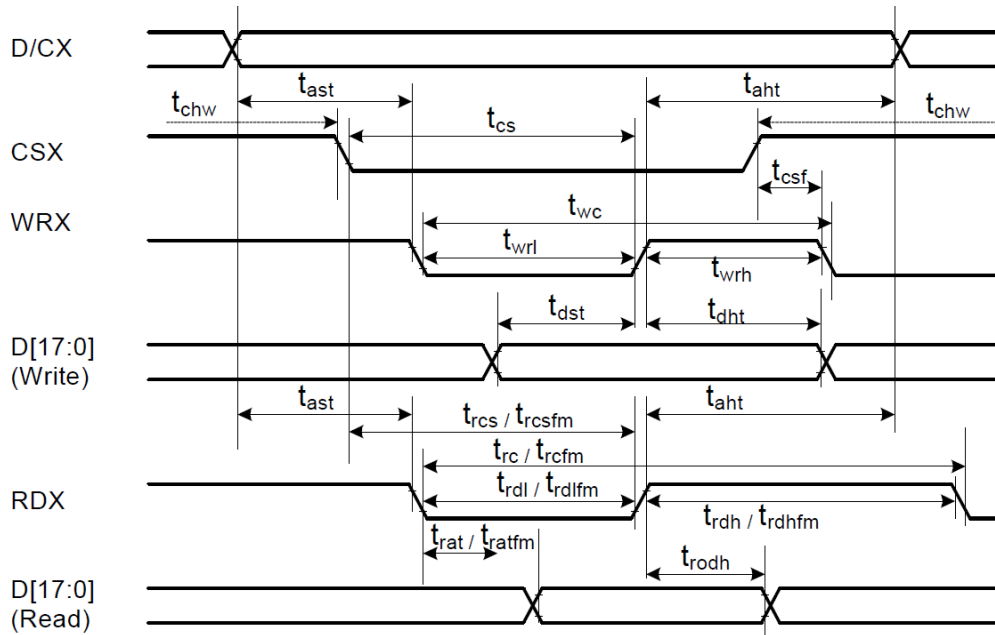 D/CX
tast
taht
tchw
tcs
tchw
CSX
tcsf
WRX
twc
twrl
twrh
tdst
tdht
D[17:0]
(Write)
tast
trcs / trcsfm
taht
trc / trcfm
RDX
trdl / trdlfm
trdh / trdhfm
trat / tratfm
trodh
D[17:0]
(Read)